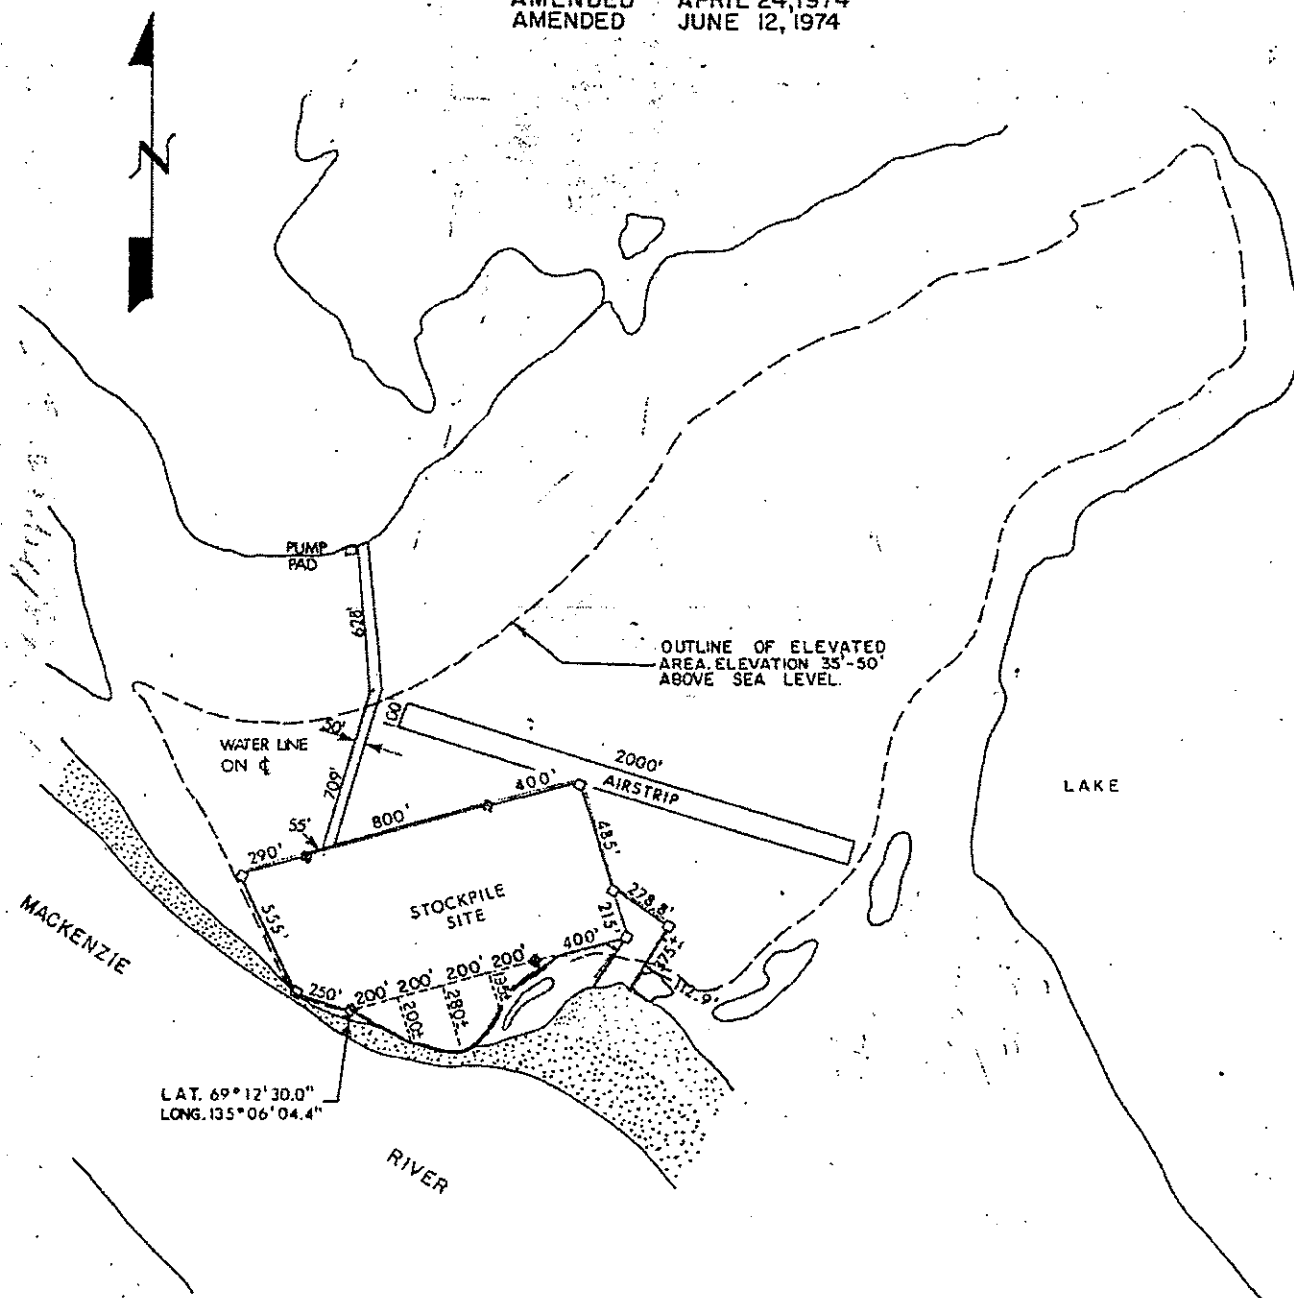 AMENDED APRIL 24, 1974
AMENDED JUNE 12, 1974
N
PUMP
PAD
628'
OUTLINE OF ELEVATED
AREA. ELEVATION 35'-50'
ABOVE SEA LEVEL.
100'
50'
WATER LINE
ON ℄
709'
2000'
AIRSTRIP
LAKE
400'
800'
55'
290'
485'
555'
STOCKPILE
SITE
278.8'
215'
400'
375'±
112.9'
MACKENZIE
250'
200' 200' 200' 200'
200±
280±
95±
LAT. 69° 12' 30.0"
LONG. 135° 06' 04.4"
RIVER